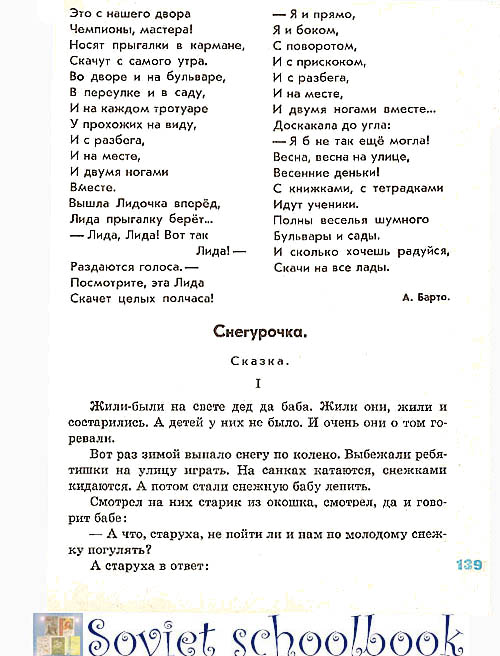 Это с нашего двора
Чемпионы, мастера!
Носят прыгалки в кармане,
Скачут с самого утра.
Во дворе и на бульваре,
В переулке и в саду,
И на каждом тротуаре
У прохожих на виду,
И с разбега,
И на месте,
И двумя ногами
Вместе.
Вышла Лидочка вперёд,
Лида прыгалку берёт...
— Лида, Лида! Вот так
Лида! —
Раздаются голоса. —
Посмотрите, эта Лида
Скачет целых полчаса!
— Я и прямо,
Я и боком,
С поворотом,
И с прискоком,
И с разбега,
И на месте,
И двумя ногами вместе...
Доскакала до угла:
— Я б не так ещё могла!
Весна, весна на улице,
Весенние деньки!
С книжками, с тетрадками
Идут ученики.
Полны веселья шумного
Бульвары и сады,
И сколько хочешь радуйся,
Скачи на все лады.
А. Барто.
Снегурочка.
Сказка.
I
Жили-были на свете дед да баба. Жили они, жили и
состарились. А детей у них не было. И очень они о том го-
ревали.
Вот раз зимой выпало снегу по колено. Выбежали ребя-
тишки на улицу играть. На санках катаются, снежками
кидаются. А потом стали снежную бабу лепить.
Смотрел на них старик из окошка, смотрел, да и гово-
рит бабе:
— А что, старуха, не пойти ли и нам по молодому снеж-
ку погулять?
А старуха в ответ:
139
Soviet schoolbook